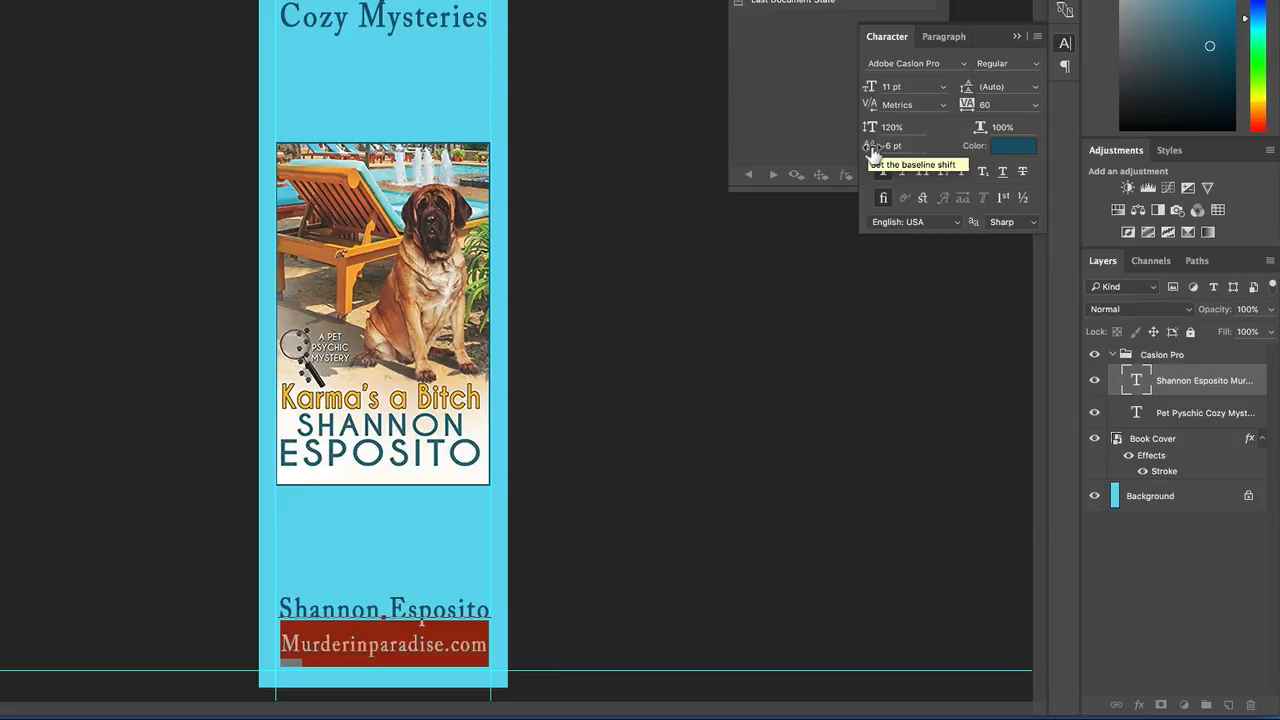 Last Document State
Cozy Mysteries
Character Paragraph
Adobe Caslon Pro Regular
11 pt (Auto)
Metrics 60
120% 100%
-6 pt Color:
Set the baseline shift
English: USA Sharp
Adjustments Styles
Add an adjustment
Layers Channels Paths
Kind
Normal Opacity: 100%
Lock: Fill: 100%
Caslon Pro
Shannon Esposito Mur...
Pet Pyschic Cozy Myst...
Book Cover fx
Effects
Stroke
Background
A PET
PSYCHIC
MYSTERY
Karma's a Bitch
SHANNON
ESPOSITO
Shannon Esposito
Murderinparadise.com